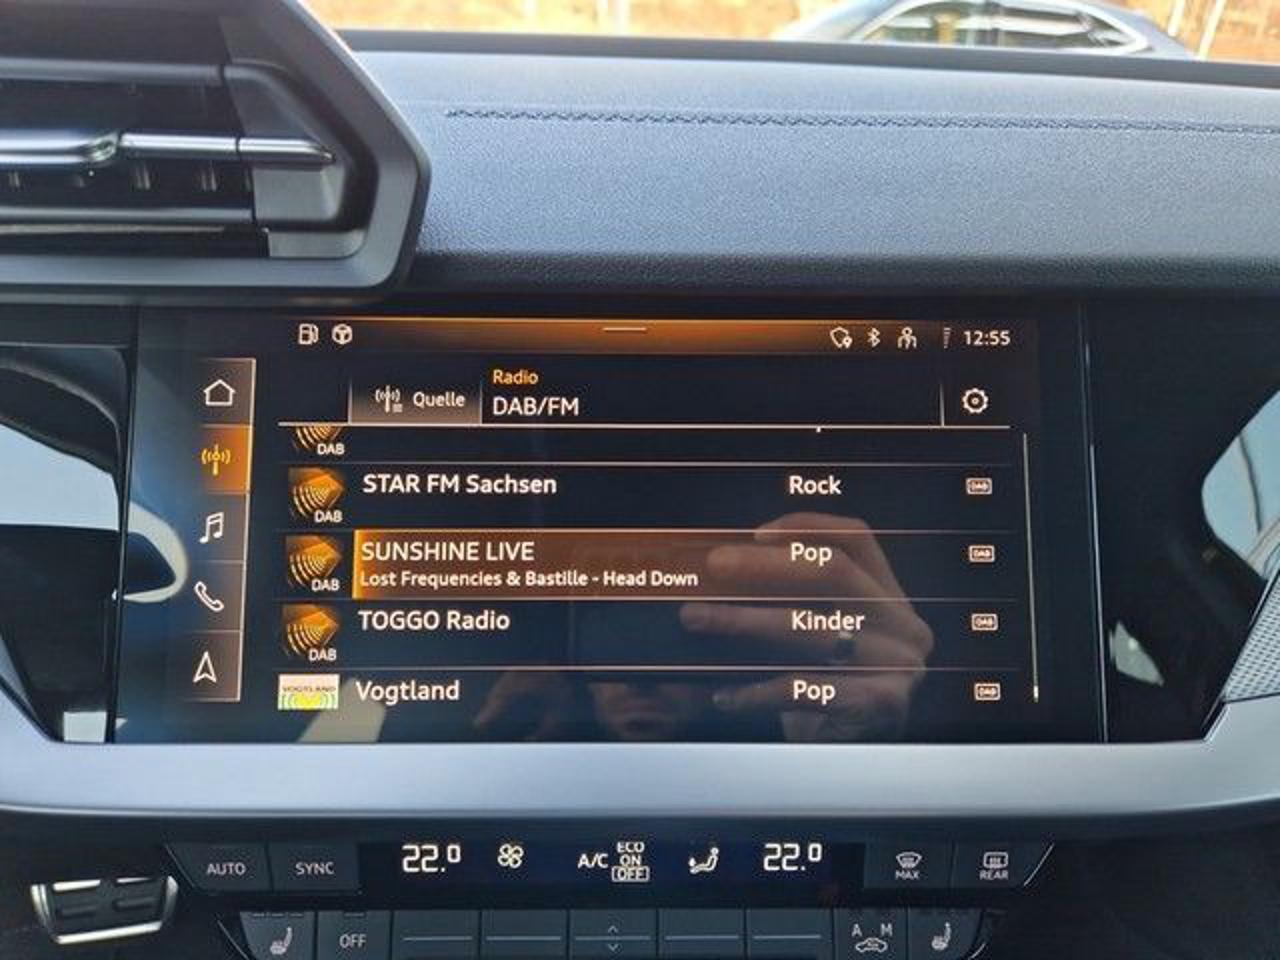 12:55
Quelle
Radio
DAB/FM
DAB
STAR FM Sachsen Rock DAB
DAB
SUNSHINE LIVE Pop DAB
Lost Frequencies & Bastille - Head Down
DAB
TOGGO Radio Kinder DAB
DAB
VOGTLAND Vogtland Pop DAB
AUTO SYNC 22.0 A/C ECO ON OFF 22.0 MAX REAR
OFF A M